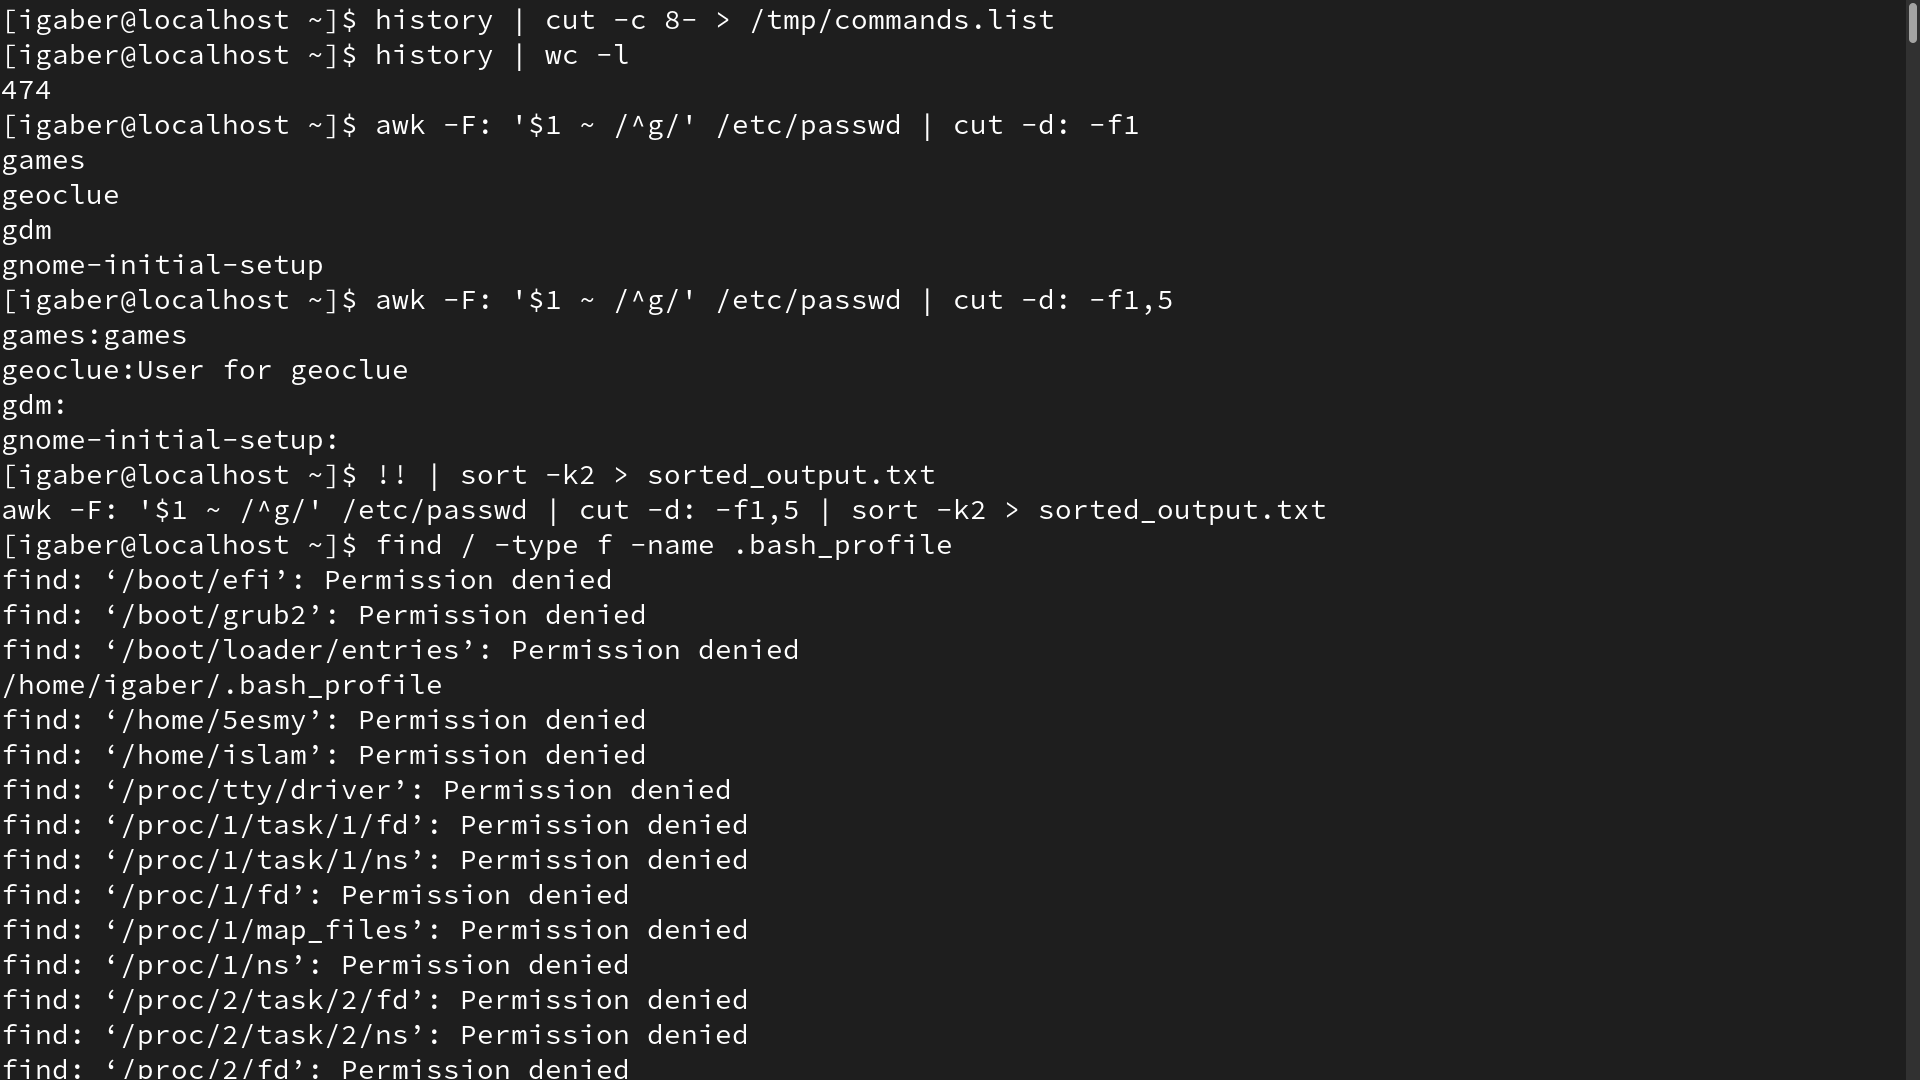 [igaber@localhost ~]$ history | cut -c 8- > /tmp/commands.list
[igaber@localhost ~]$ history | wc -l
474
[igaber@localhost ~]$ awk -F: '$1 ~ /^g/' /etc/passwd | cut -d: -f1
games
geoclue
gdm
gnome-initial-setup
[igaber@localhost ~]$ awk -F: '$1 ~ /^g/' /etc/passwd | cut -d: -f1,5
games:games
geoclue:User for geoclue
gdm:
gnome-initial-setup:
[igaber@localhost ~]$ !! | sort -k2 > sorted_output.txt
awk -F: '$1 ~ /^g/' /etc/passwd | cut -d: -f1,5 | sort -k2 > sorted_output.txt
[igaber@localhost ~]$ find / -type f -name .bash_profile
find: ‘/boot/efi’: Permission denied
find: ‘/boot/grub2’: Permission denied
find: ‘/boot/loader/entries’: Permission denied
/home/igaber/.bash_profile
find: ‘/home/5esmy’: Permission denied
find: ‘/home/islam’: Permission denied
find: ‘/proc/tty/driver’: Permission denied
find: ‘/proc/1/task/1/fd’: Permission denied
find: ‘/proc/1/task/1/ns’: Permission denied
find: ‘/proc/1/fd’: Permission denied
find: ‘/proc/1/map_files’: Permission denied
find: ‘/proc/1/ns’: Permission denied
find: ‘/proc/2/task/2/fd’: Permission denied
find: ‘/proc/2/task/2/ns’: Permission denied
find: ‘/proc/2/fd’: Permission denied